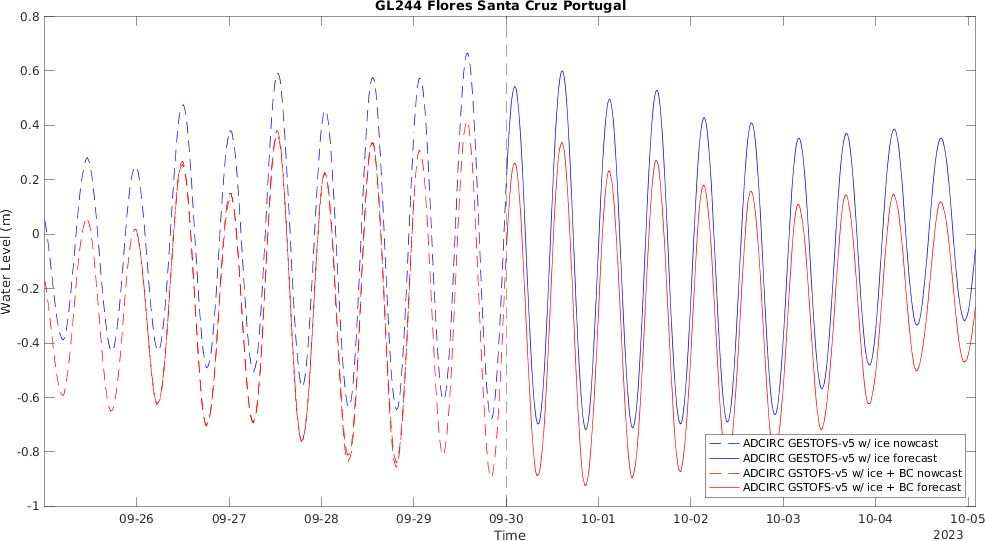 GL244 Flores Santa Cruz Portugal
0.8
0.6
0.4
0.2
0
-0.2
-0.4
-0.6
-0.8
-1
Water Level (m)
09-26 09-27 09-28 09-29 09-30 10-01 10-02 10-03 10-04 10-05
Time
2023
ADCIRC GESTOFS-v5 w/ ice nowcast
ADCIRC GESTOFS-v5 w/ ice forecast
ADCIRC GSTOFS-v5 w/ ice + BC nowcast
ADCIRC GSTOFS-v5 w/ ice + BC forecast